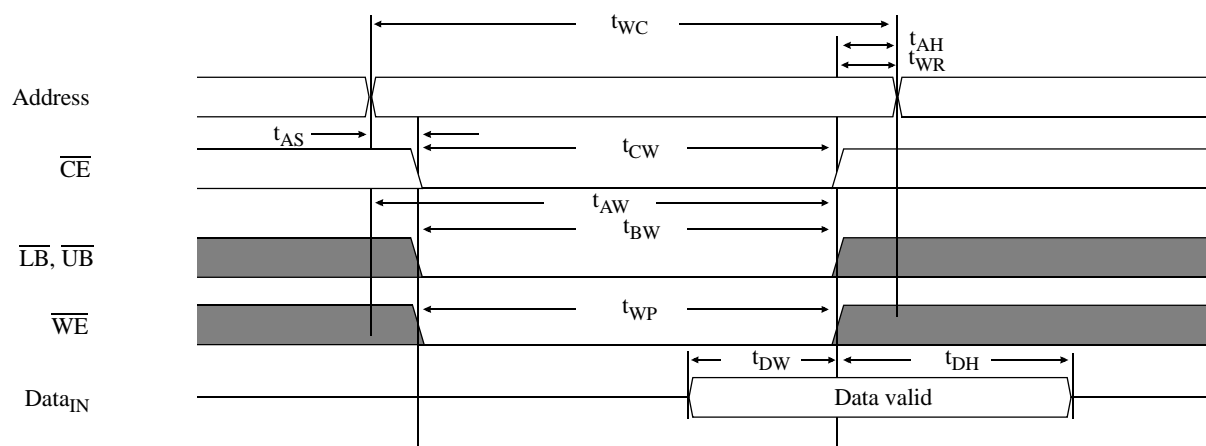 tWC
tAH
tWR
Address
tAS
tCW
CE
tAW
tBW
LB, UB
tWP
WE
tDW
tDH
DataIN
Data valid